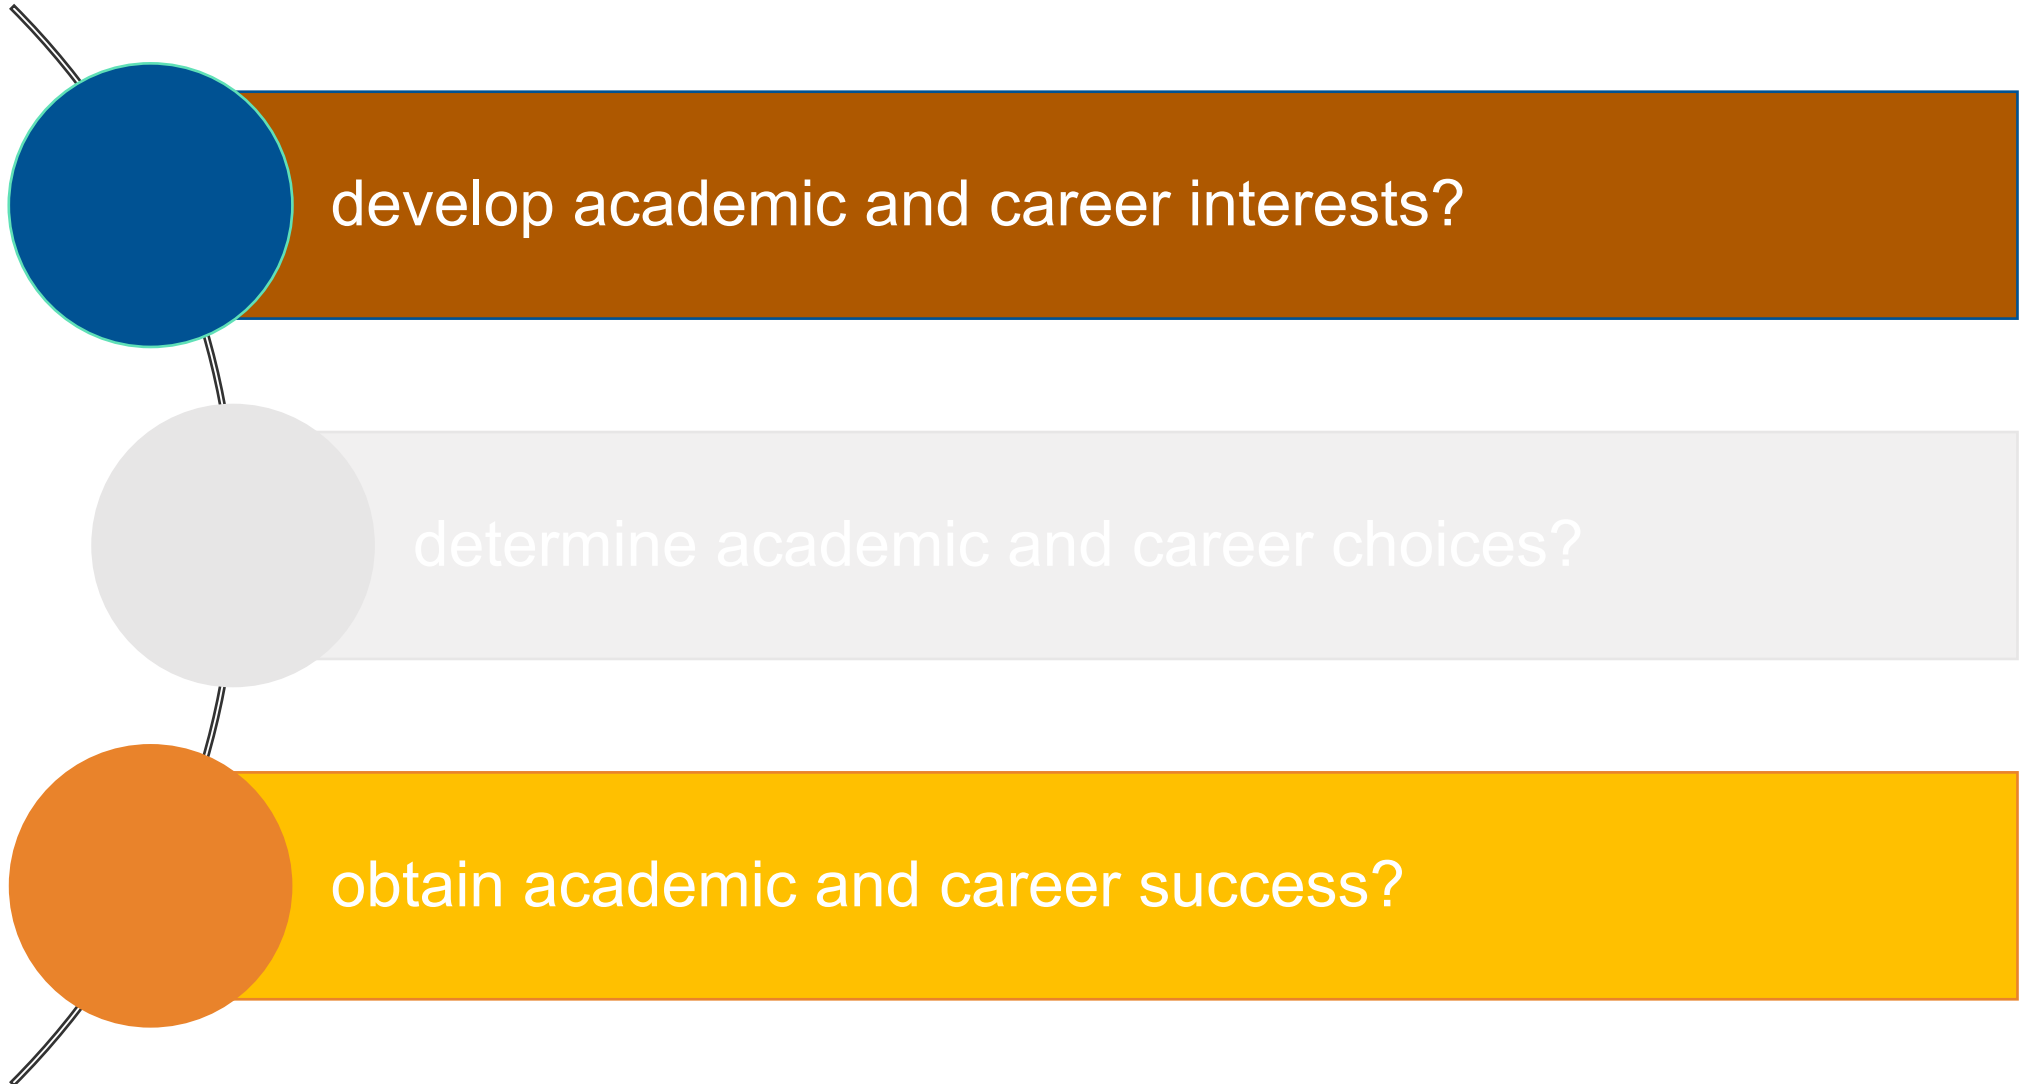 develop academic and career interests?
determine academic and career choices?
obtain academic and career success?